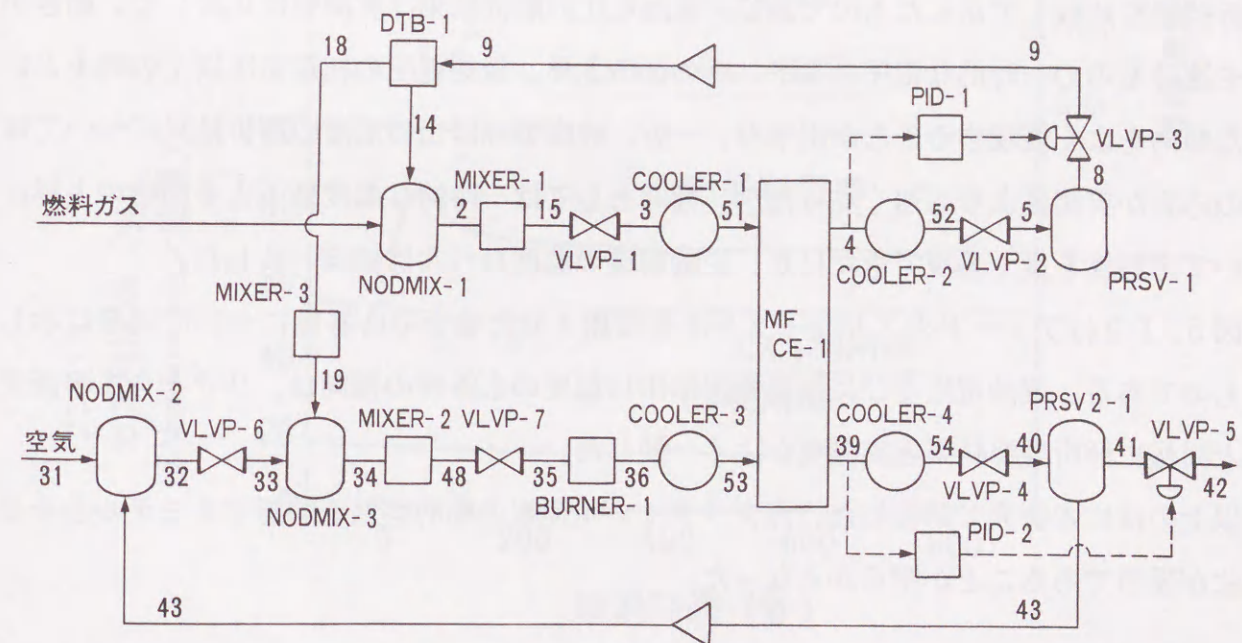 DTB-1
18
9
9
PID-1
14
VLVP-3
8
MIXER-1
COOLER-1
燃料ガス
2
15
3
51
4
52
5
VLVP-1
NODMIX-1
COOLER-2
VLVP-2
PRSV-1
MIXER-3
MF
CE-1
19
NODMIX-2
VLVP-6
MIXER-2
VLVP-7
COOLER-3
COOLER-4
PRSV2-1
VLVP-5
空気
31
32
33
34
48
35
36
53
39
54
40
41
42
NODMIX-3
BURNER-1
VLVP-4
PID-2
43
43